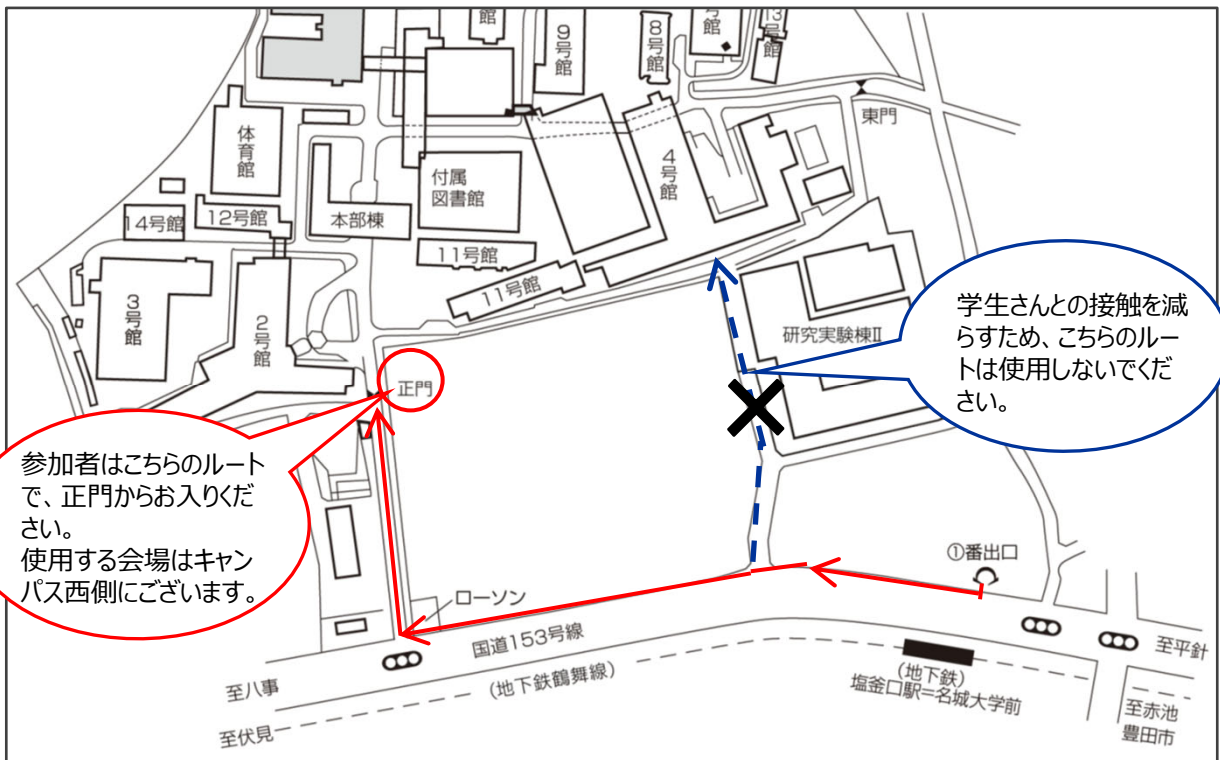 館
9号館
8号館
号館
13号館
東門
体育館
付属
図書館
4号館
14号館
12号館
本部棟
11号館
11号館
3号館
2号館
研究実験棟Ⅱ
学生さんとの接触を減
らすため、こちらのルー
トは使用しないでくだ
さい。
正門
参加者はこちらのルート
で、正門からお入りくだ
さい。
使用する会場はキャン
パス西側にございます。
①番出口
ローソン
国道153号線
至八事
(地下鉄鶴舞線)
至伏見
(地下鉄)
塩釜口駅=名城大学前
至平針
至赤池
豊田市